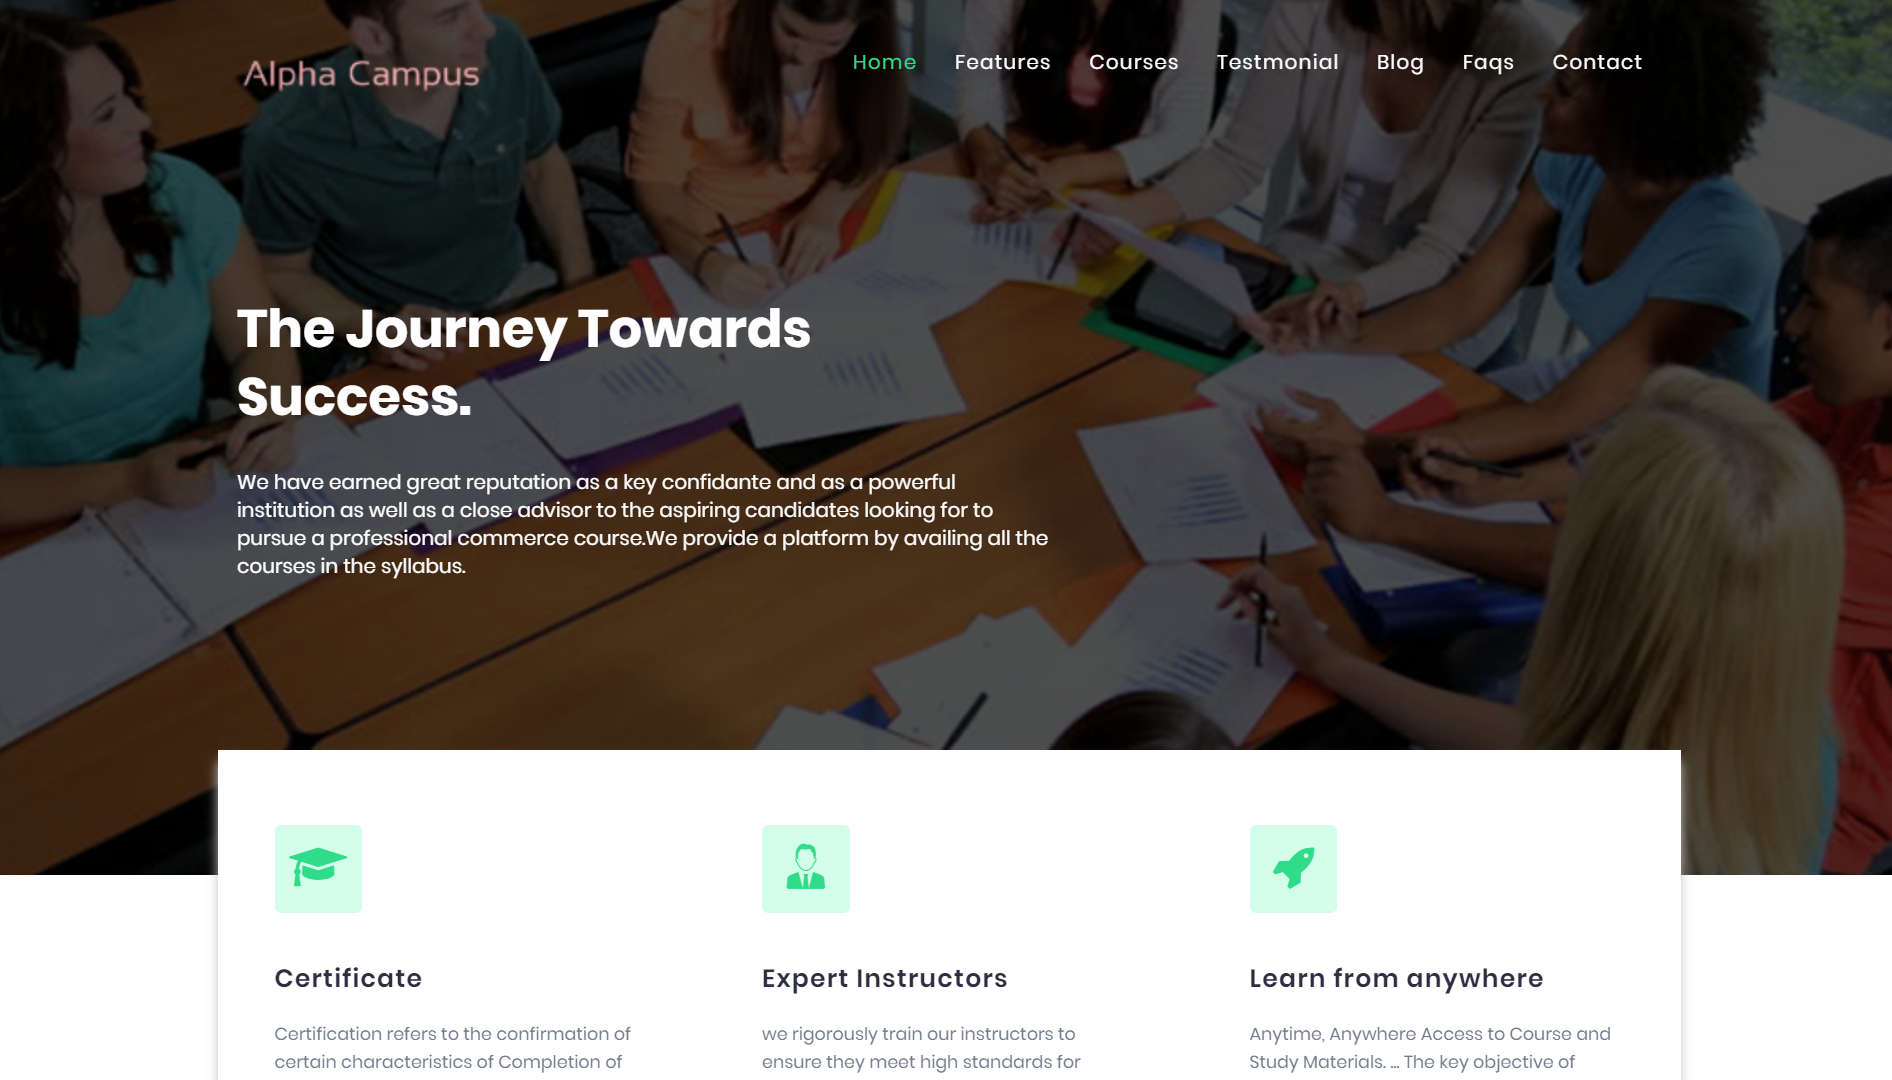 Alpha Campus
Home Features Courses Testmonial Blog Faqs Contact
The Journey Towards
Success.
We have earned great reputation as a key confidante and as a powerful
institution as well as a close advisor to the aspiring candidates looking for to
pursue a professional commerce course.We provide a platform by availing all the
courses in the syllabus.
Certificate
Certification refers to the confirmation of
certain characteristics of Completion of
Expert Instructors
we rigorously train our instructors to
ensure they meet high standards for
Learn from anywhere
Anytime, Anywhere Access to Course and
Study Materials. ... The key objective of